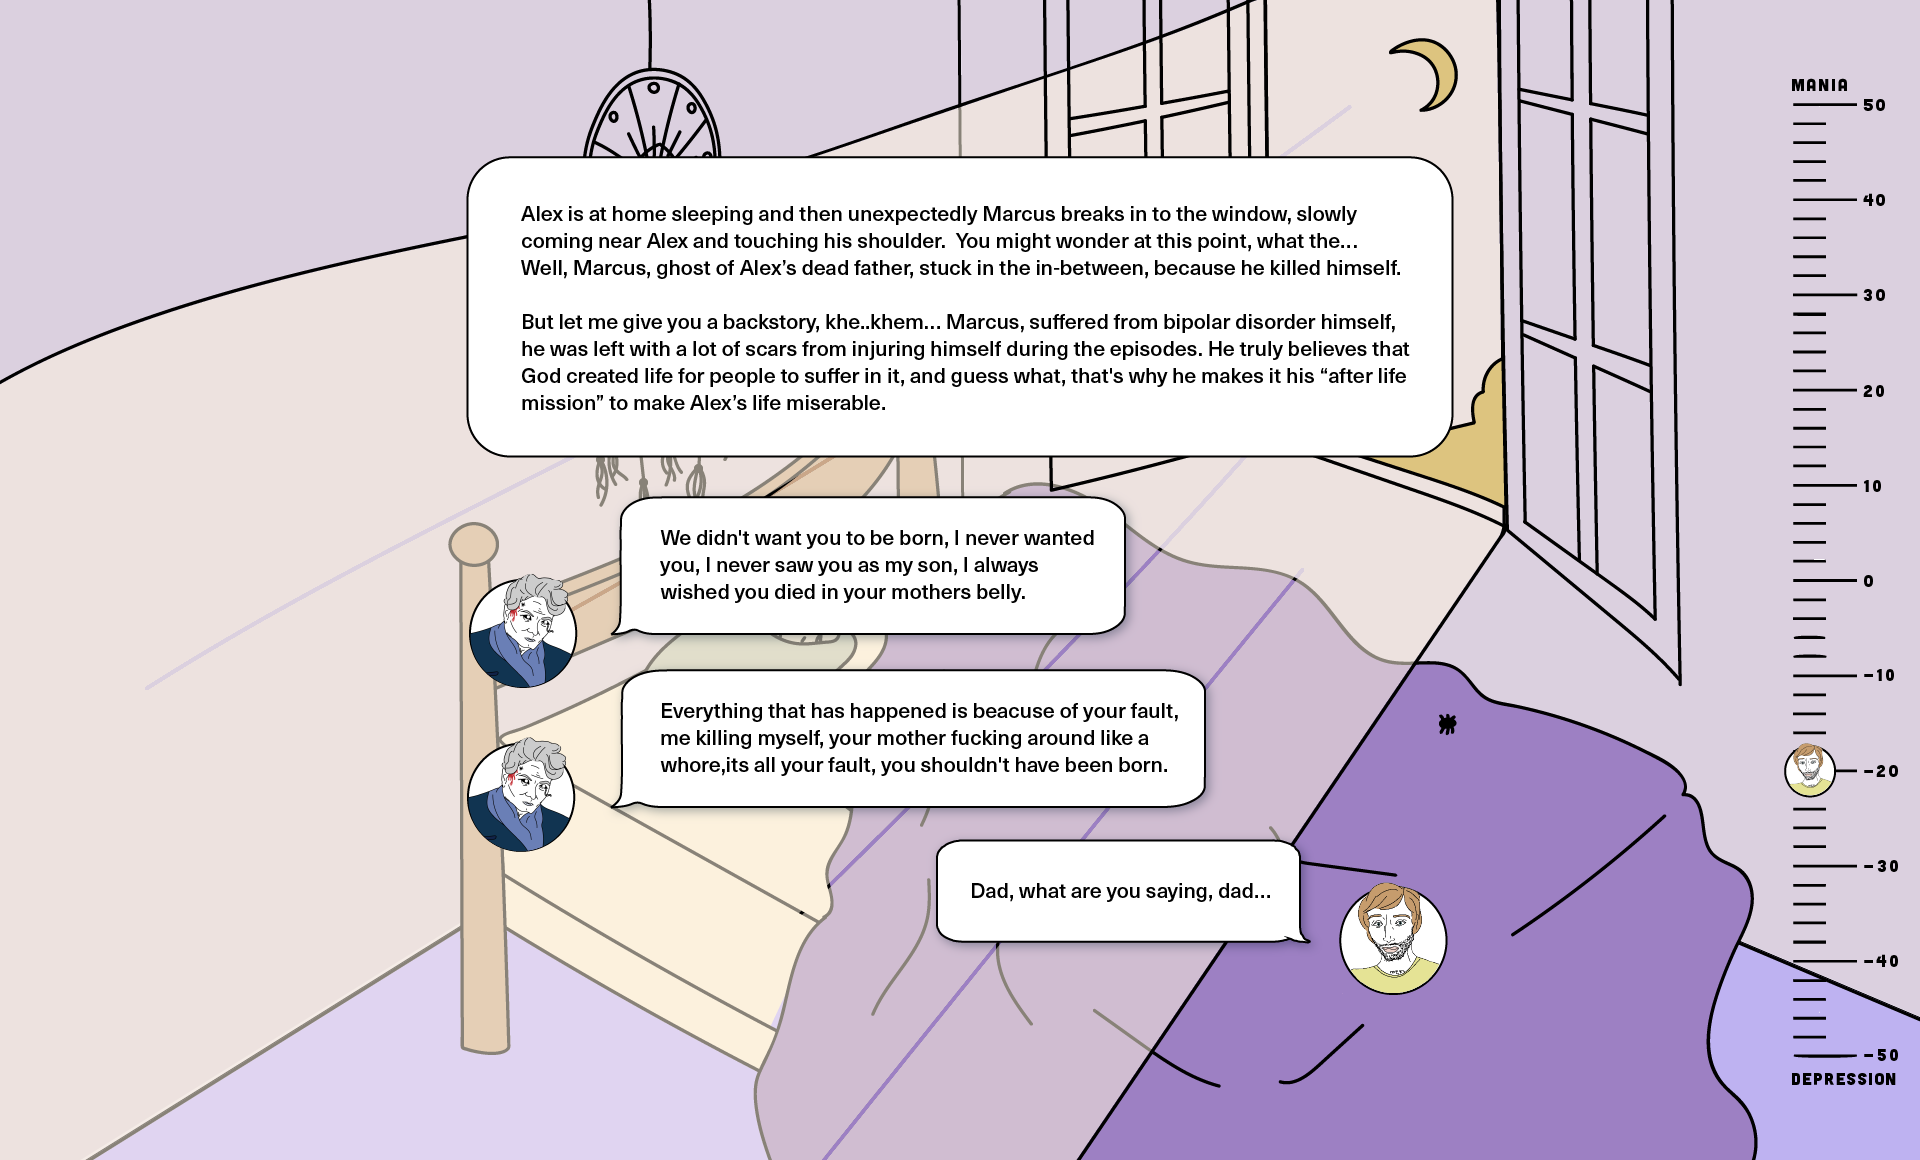 MANIA
50
40
30
20
10
0
-10
-20
-30
-40
-50
DEPRESSION
Alex is at home sleeping and then unexpectedly Marcus breaks in to the window, slowly
coming near Alex and touching his shoulder.  You might wonder at this point, what the...
Well, Marcus, ghost of Alex’s dead father, stuck in the in-between, because he killed himself.
But let me give you a backstory, khe..khem... Marcus, suffered from bipolar disorder himself,
he was left with a lot of scars from injuring himself during the episodes. He truly believes that
God created life for people to suffer in it, and guess what, that's why he makes it his “after life
mission” to make Alex’s life miserable.
We didn't want you to be born, I never wanted
you, I never saw you as my son, I always
wished you died in your mothers belly.
Everything that has happened is beacuse of your fault,
me killing myself, your mother fucking around like a
whore,its all your fault, you shouldn't have been born.
Dad, what are you saying, dad...